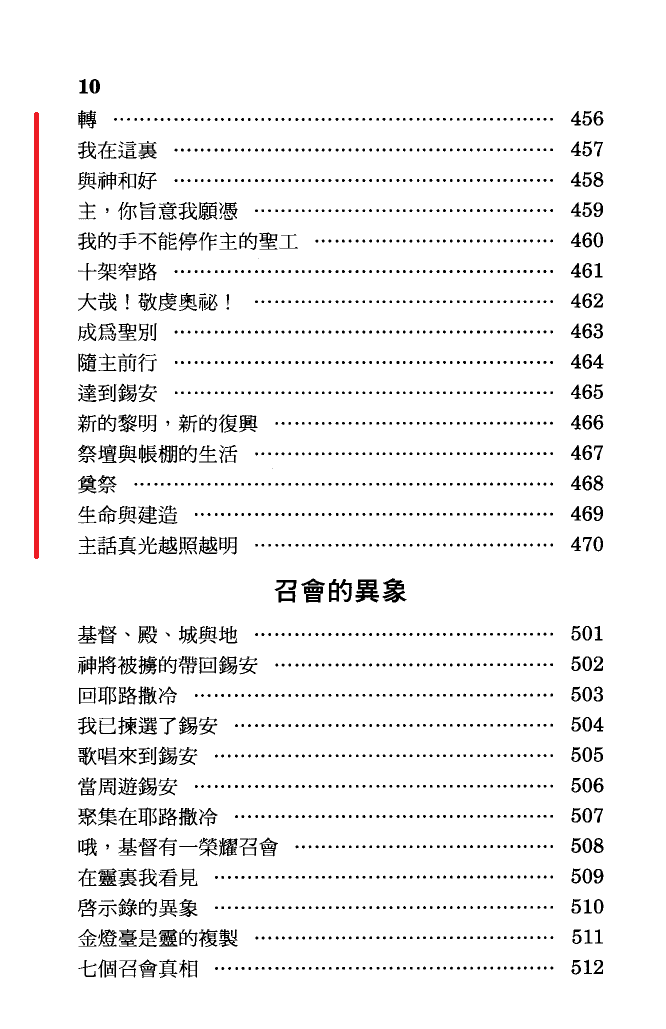 10
轉 …………………………………………………………… 456
我在這裏 …………………………………………………… 457
與神和好 …………………………………………………… 458
主，你旨意我願憑 ………………………………………… 459
我的手不能停作主的聖工 ………………………………… 460
十架窄路 …………………………………………………… 461
大哉！敬虔奧祕！ ………………………………………… 462
成爲聖別 …………………………………………………… 463
隨主前行 …………………………………………………… 464
達到錫安 …………………………………………………… 465
新的黎明，新的復興 ……………………………………… 466
祭壇與帳棚的生活 ………………………………………… 467
奠祭 ………………………………………………………… 468
生命與建造 ………………………………………………… 469
主話真光越照越明 ………………………………………… 470
召會的異象
基督、殿、城與地 ………………………………………… 501
神將被擄的帶回錫安 ……………………………………… 502
回耶路撒冷 ………………………………………………… 503
我已揀選了錫安 …………………………………………… 504
歌唱來到錫安 ……………………………………………… 505
當周遊錫安 ………………………………………………… 506
聚集在耶路撒冷 …………………………………………… 507
哦，基督有一榮耀召會 …………………………………… 508
在靈裏我看見 ……………………………………………… 509
啓示錄的異象 ……………………………………………… 510
金燈臺是靈的複製 ………………………………………… 511
七個召會真相 ……………………………………………… 512